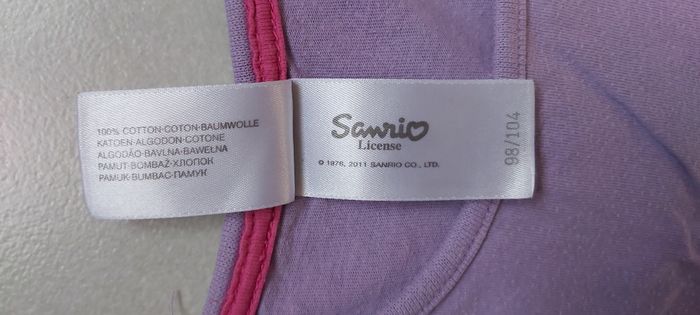 100% COTTON·COTON·BAUMWOLLE
KATOEN·ALGODON·COTONE
ALGODÃO·BAVLNA·BAWEŁNA
PAMUT·BOMBAŽ·ХЛОПОК
PAMUK·BUMBAC·ПАМУК
Sanrio
License
© 1976, 2011 SANRIO CO., LTD.
98/104